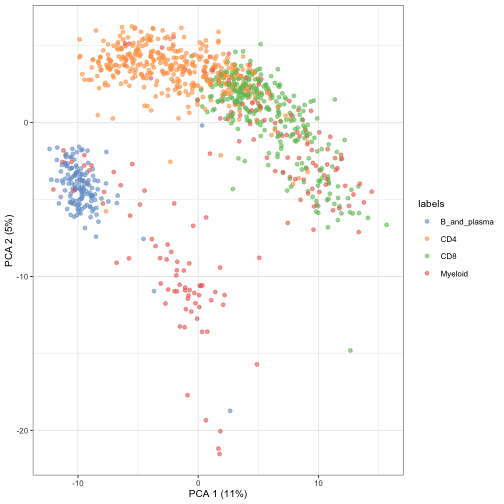 0
-10
-20
PCA 2 (5%)
-10
0
10
PCA 1 (11%)
labels
B_and_plasma
CD4
CD8
Myeloid